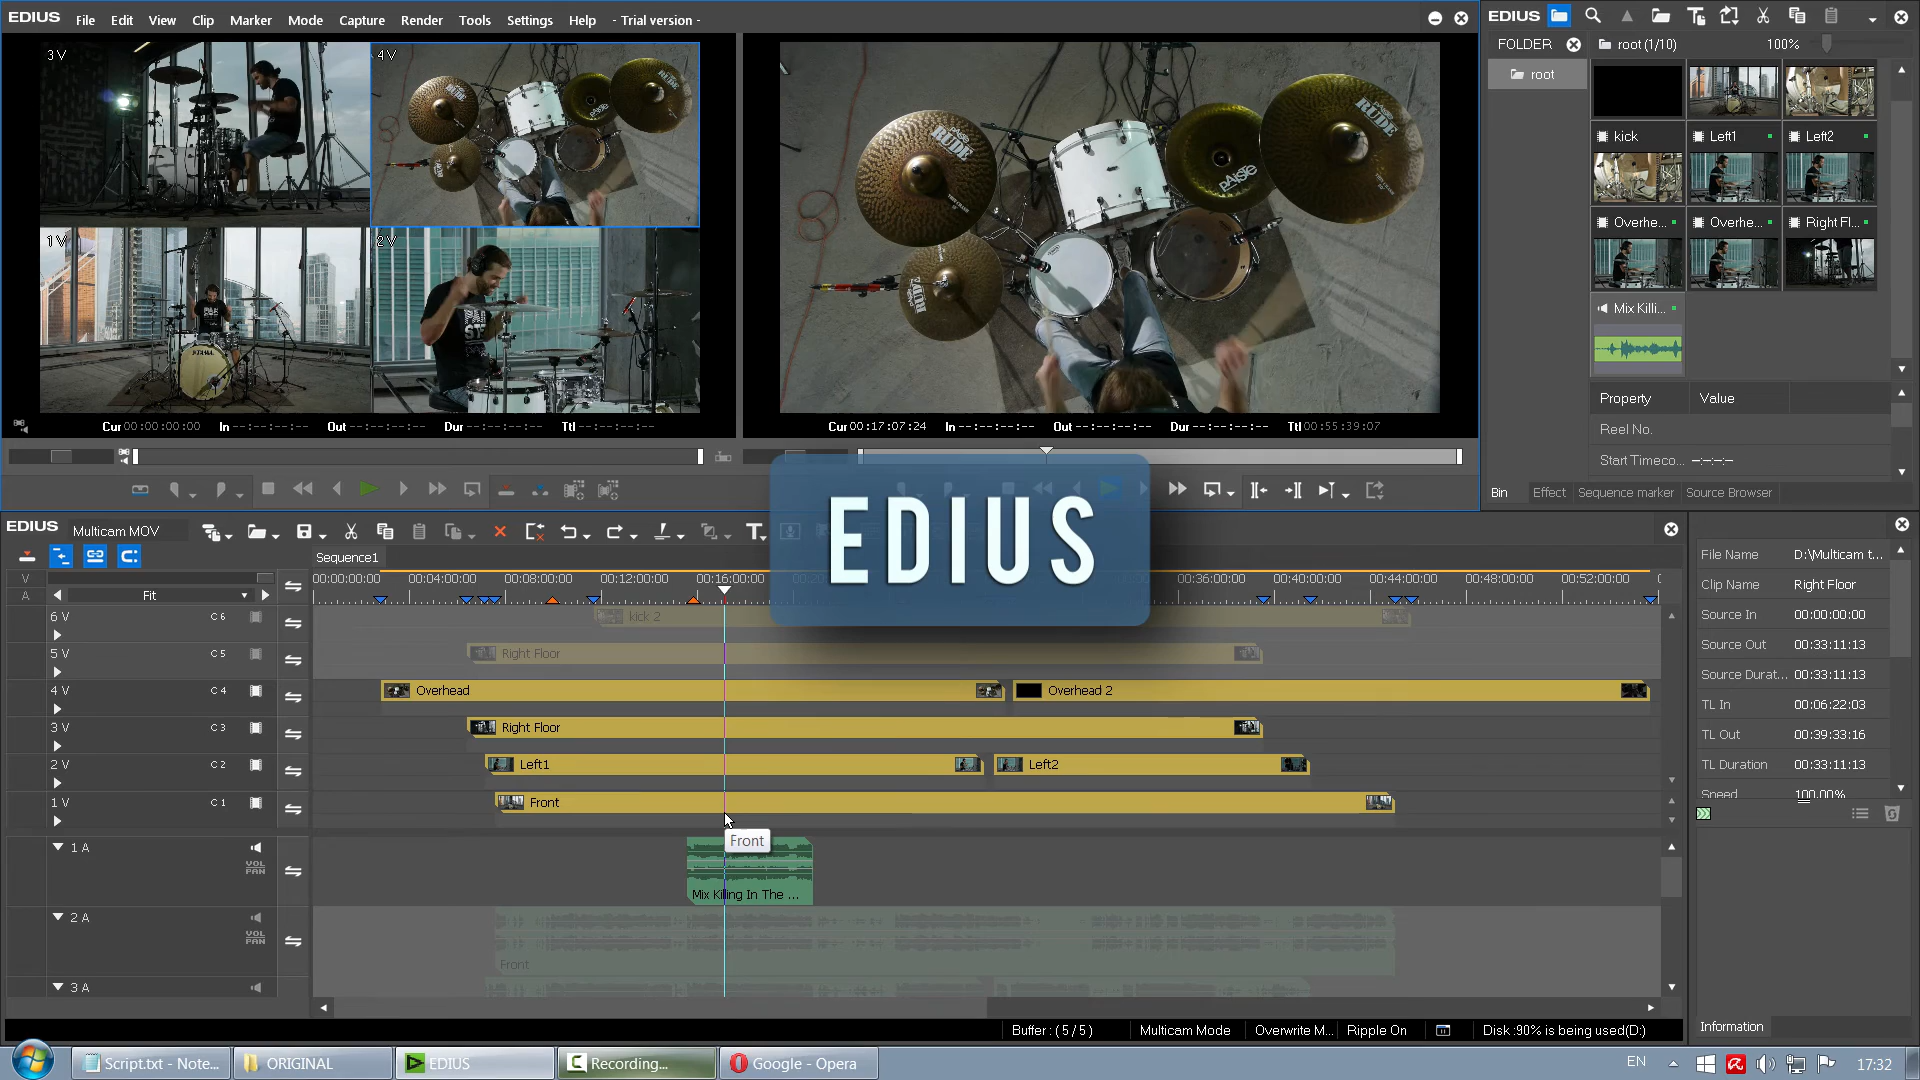 EDIUS File Edit View Clip Marker Mode Capture Render Tools Settings Help - Trial version -
EDIUS
FOLDER root (1/10) 100%
root
3 V
4 V
1 V
2 V
RUDE
RUDE
PAiSTe
RUDE
TAMA
kick Left1 Left2
Overhe... Overhe... Right Fl...
Mix Killi...
Property Value
Reel No.
Start Timeco... --:--:--:--
Bin Effect Sequence marker Source Browser
Cur 00:00:00:00 In --:--:--:-- Out --:--:--:-- Dur --:--:--:-- Ttl --:--:--:--
Cur 00:17:07:24 In --:--:--:-- Out --:--:--:-- Dur --:--:--:-- Ttl 00:55:39:07
EDIUS
EDIUS Multicam MOV
Sequence1
00:00:00:00 00:04:00:00 00:08:00:00 00:12:00:00 00:16:00:00 00:36:00:00 00:40:00:00 00:44:00:00 00:48:00:00 00:52:00:00
V
A Fit
6 V C 6 kick 2
5 V C 5 Right Floor
4 V C 4 Overhead Overhead 2
3 V C 3 Right Floor
2 V C 2 Left1 Left2
1 V C 1 Front
Front
1 A
VOL
PAN
Mix Killing In The ...
2 A
VOL
PAN
Front
3 A
File Name D:\Multicam t...
Clip Name Right Floor
Source In 00:00:00:00
Source Out 00:33:11:13
Source Durat... 00:33:11:13
TL In 00:06:22:03
TL Out 00:39:33:16
TL Duration 00:33:11:13
Speed 100.00%
Information
Buffer : ( 5 / 5 ) Multicam Mode Overwrite M... Ripple On Disk :90% is being used(D:)
Script.txt - Note... ORIGINAL EDIUS Recording... Google - Opera EN 17:32